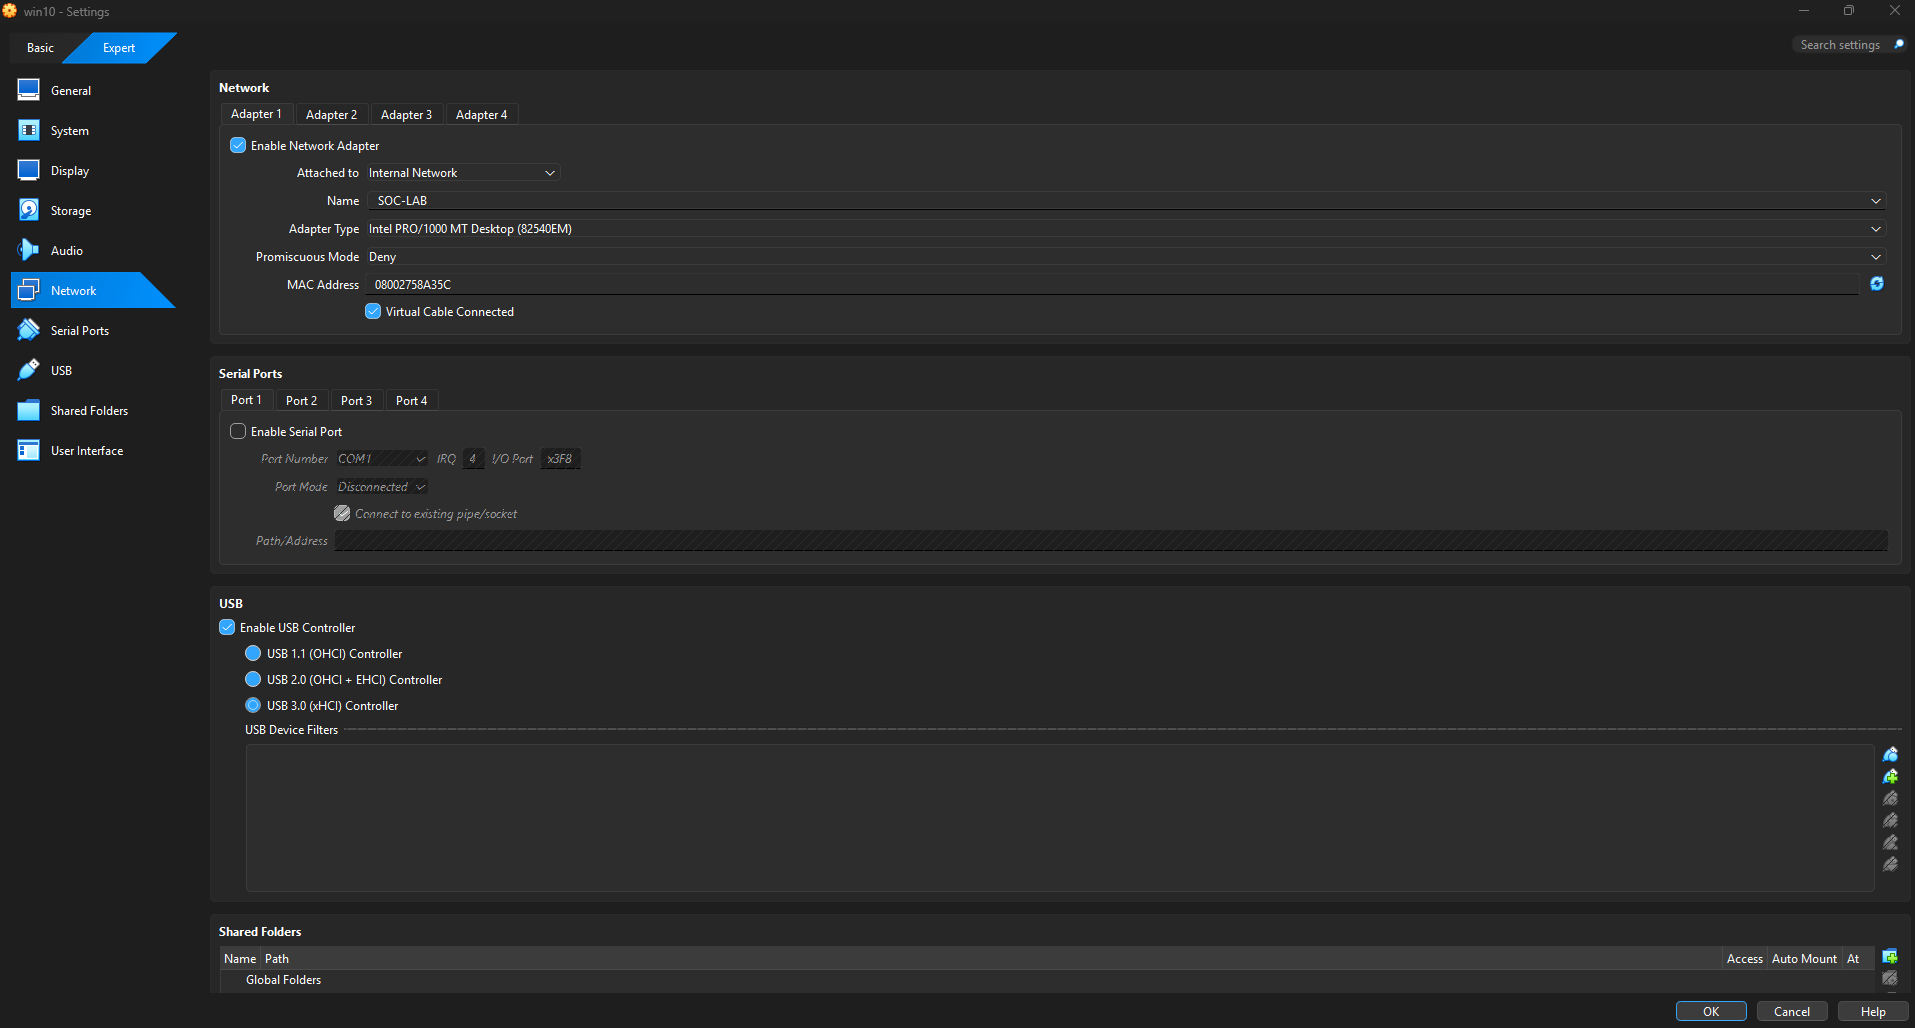 win10 - Settings
Basic Expert
Search settings
General
System
Display
Storage
Audio
Network
Serial Ports
USB
Shared Folders
User Interface
Network
Adapter 1 Adapter 2 Adapter 3 Adapter 4
Enable Network Adapter
Attached to Internal Network
Name SOC-LAB
Adapter Type Intel PRO/1000 MT Desktop (82540EM)
Promiscuous Mode Deny
MAC Address 08002758A35C
Virtual Cable Connected
Serial Ports
Port 1 Port 2 Port 3 Port 4
Enable Serial Port
Port Number COM1 IRQ 4 I/O Port x3F8
Port Mode Disconnected
Connect to existing pipe/socket
Path/Address
USB
Enable USB Controller
USB 1.1 (OHCI) Controller
USB 2.0 (OHCI + EHCI) Controller
USB 3.0 (xHCI) Controller
USB Device Filters
Shared Folders
Name Path Access Auto Mount At
Global Folders
OK Cancel Help